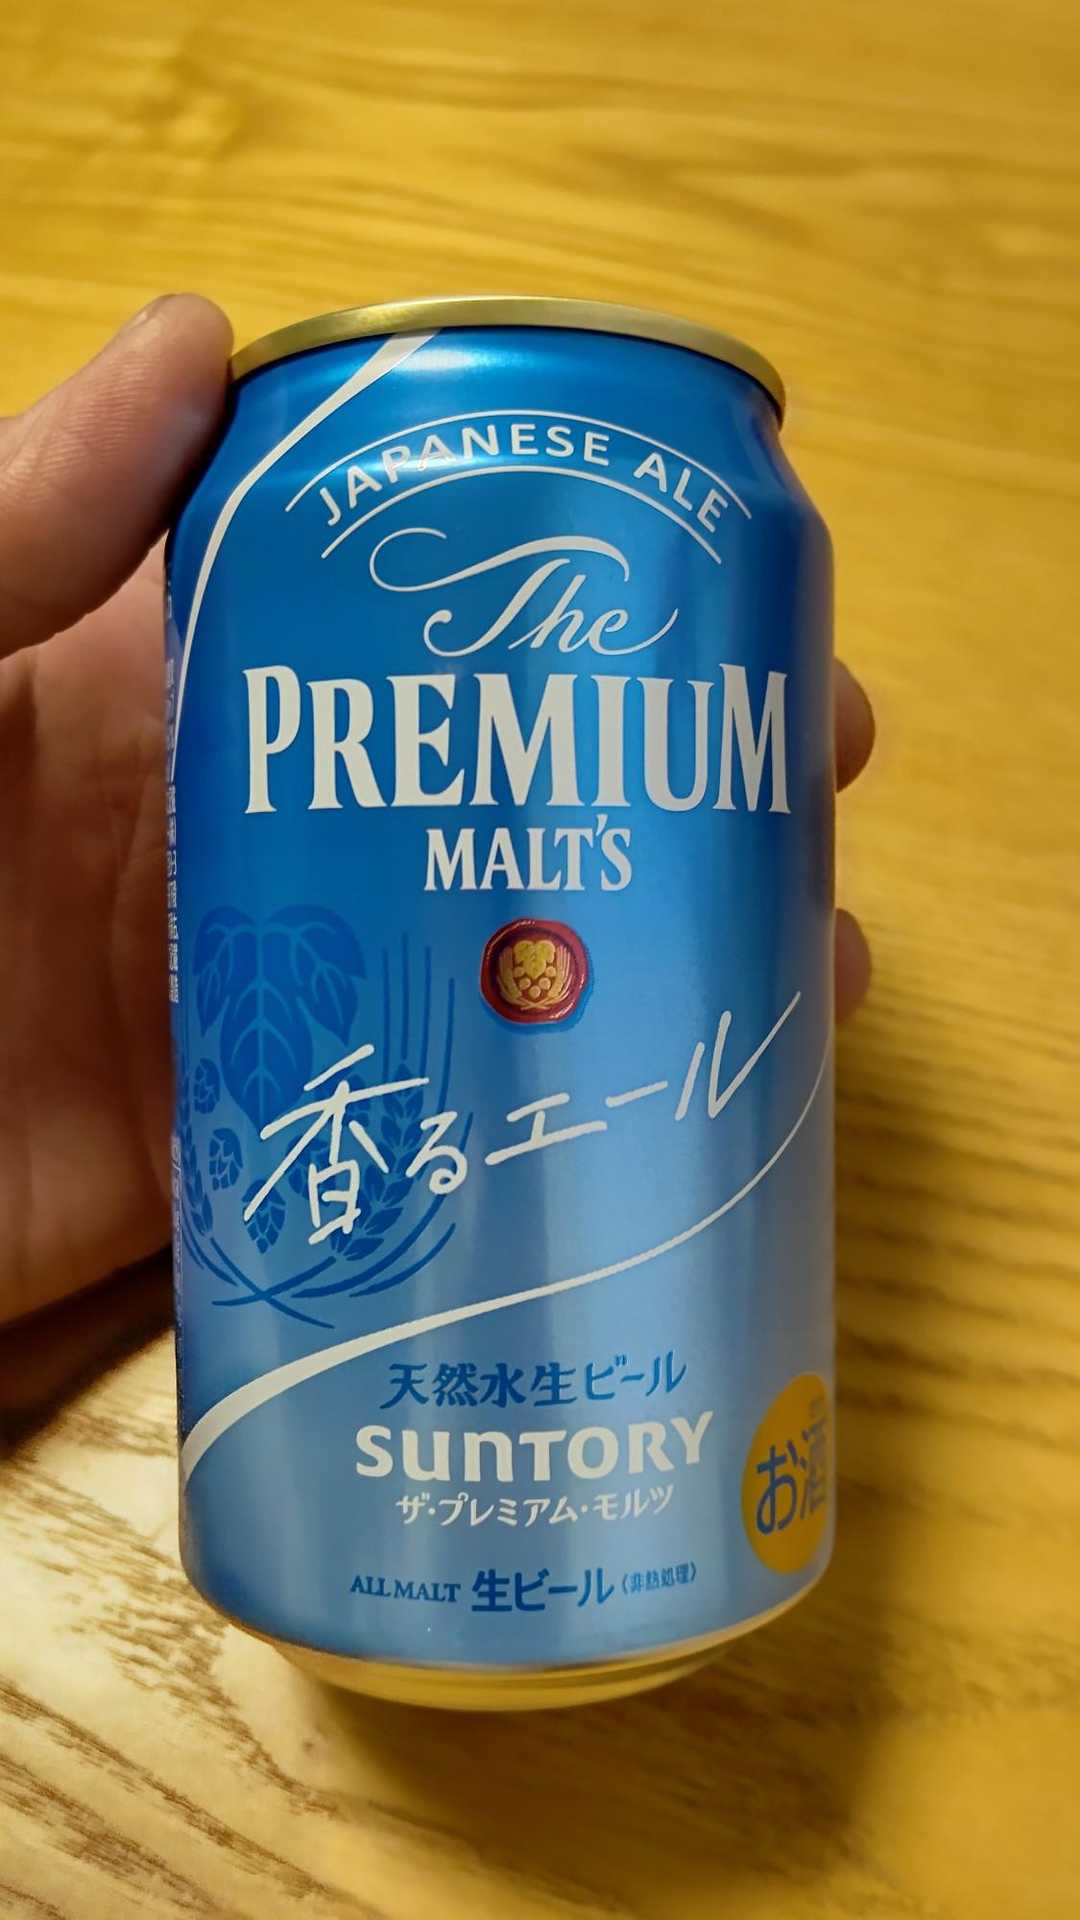 JAPANESE ALE
The
PREMIUM
MALT'S
香るエール
天然水生ビール
SUNTORY
ザ・プレミアム・モルツ
お酒
ALL MALT 生ビール(非熱処理)